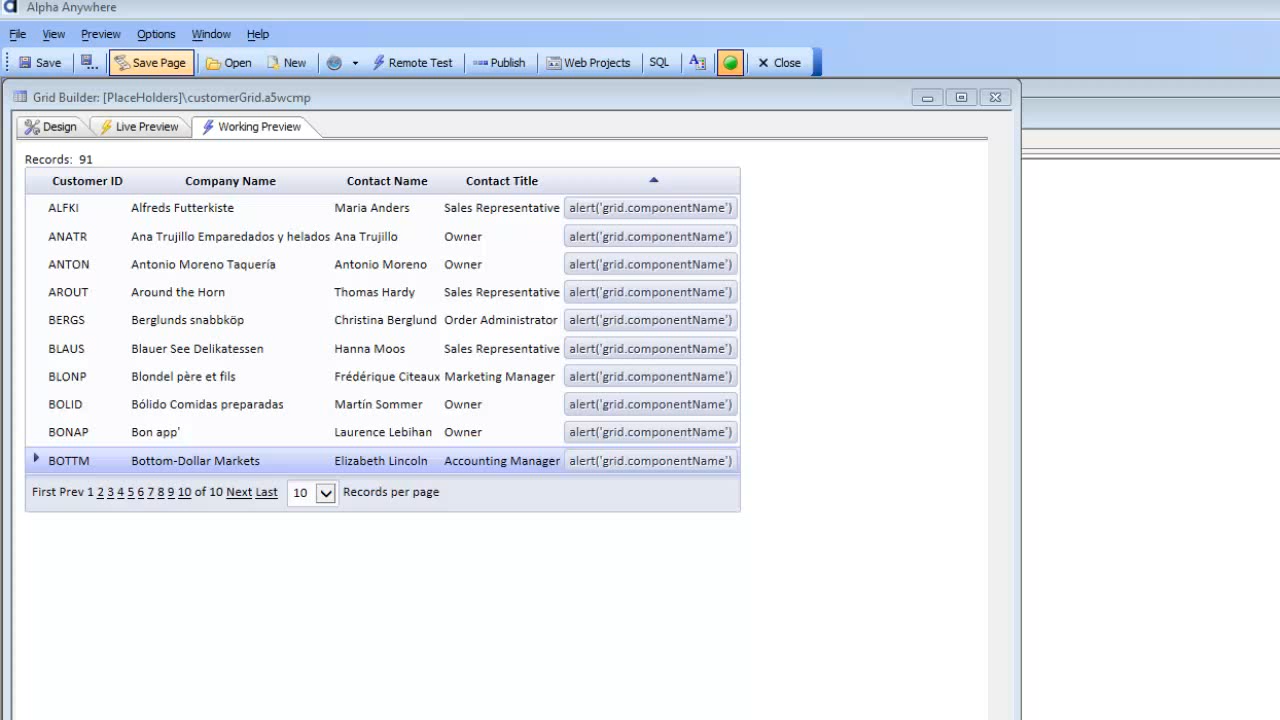 Alpha Anywhere
File View Preview Options Window Help
Save Save Page Open New Remote Test Publish Web Projects SQL A Close
Grid Builder: [PlaceHolders]\customerGrid.a5wcmp
Design Live Preview Working Preview
Records: 91
Customer ID Company Name Contact Name Contact Title
ALFKI Alfreds Futterkiste Maria Anders Sales Representative alert('grid.componentName')
ANATR Ana Trujillo Emparedados y helados Ana Trujillo Owner alert('grid.componentName')
ANTON Antonio Moreno Taquería Antonio Moreno Owner alert('grid.componentName')
AROUT Around the Horn Thomas Hardy Sales Representative alert('grid.componentName')
BERGS Berglunds snabbköp Christina Berglund Order Administrator alert('grid.componentName')
BLAUS Blauer See Delikatessen Hanna Moos Sales Representative alert('grid.componentName')
BLONP Blondel père et fils Frédérique Citeaux Marketing Manager alert('grid.componentName')
BOLID Bólido Comidas preparadas Martín Sommer Owner alert('grid.componentName')
BONAP Bon app' Laurence Lebihan Owner alert('grid.componentName')
BOTTM Bottom-Dollar Markets Elizabeth Lincoln Accounting Manager alert('grid.componentName')
First Prev 1 2 3 4 5 6 7 8 9 10 of 10 Next Last 10 Records per page